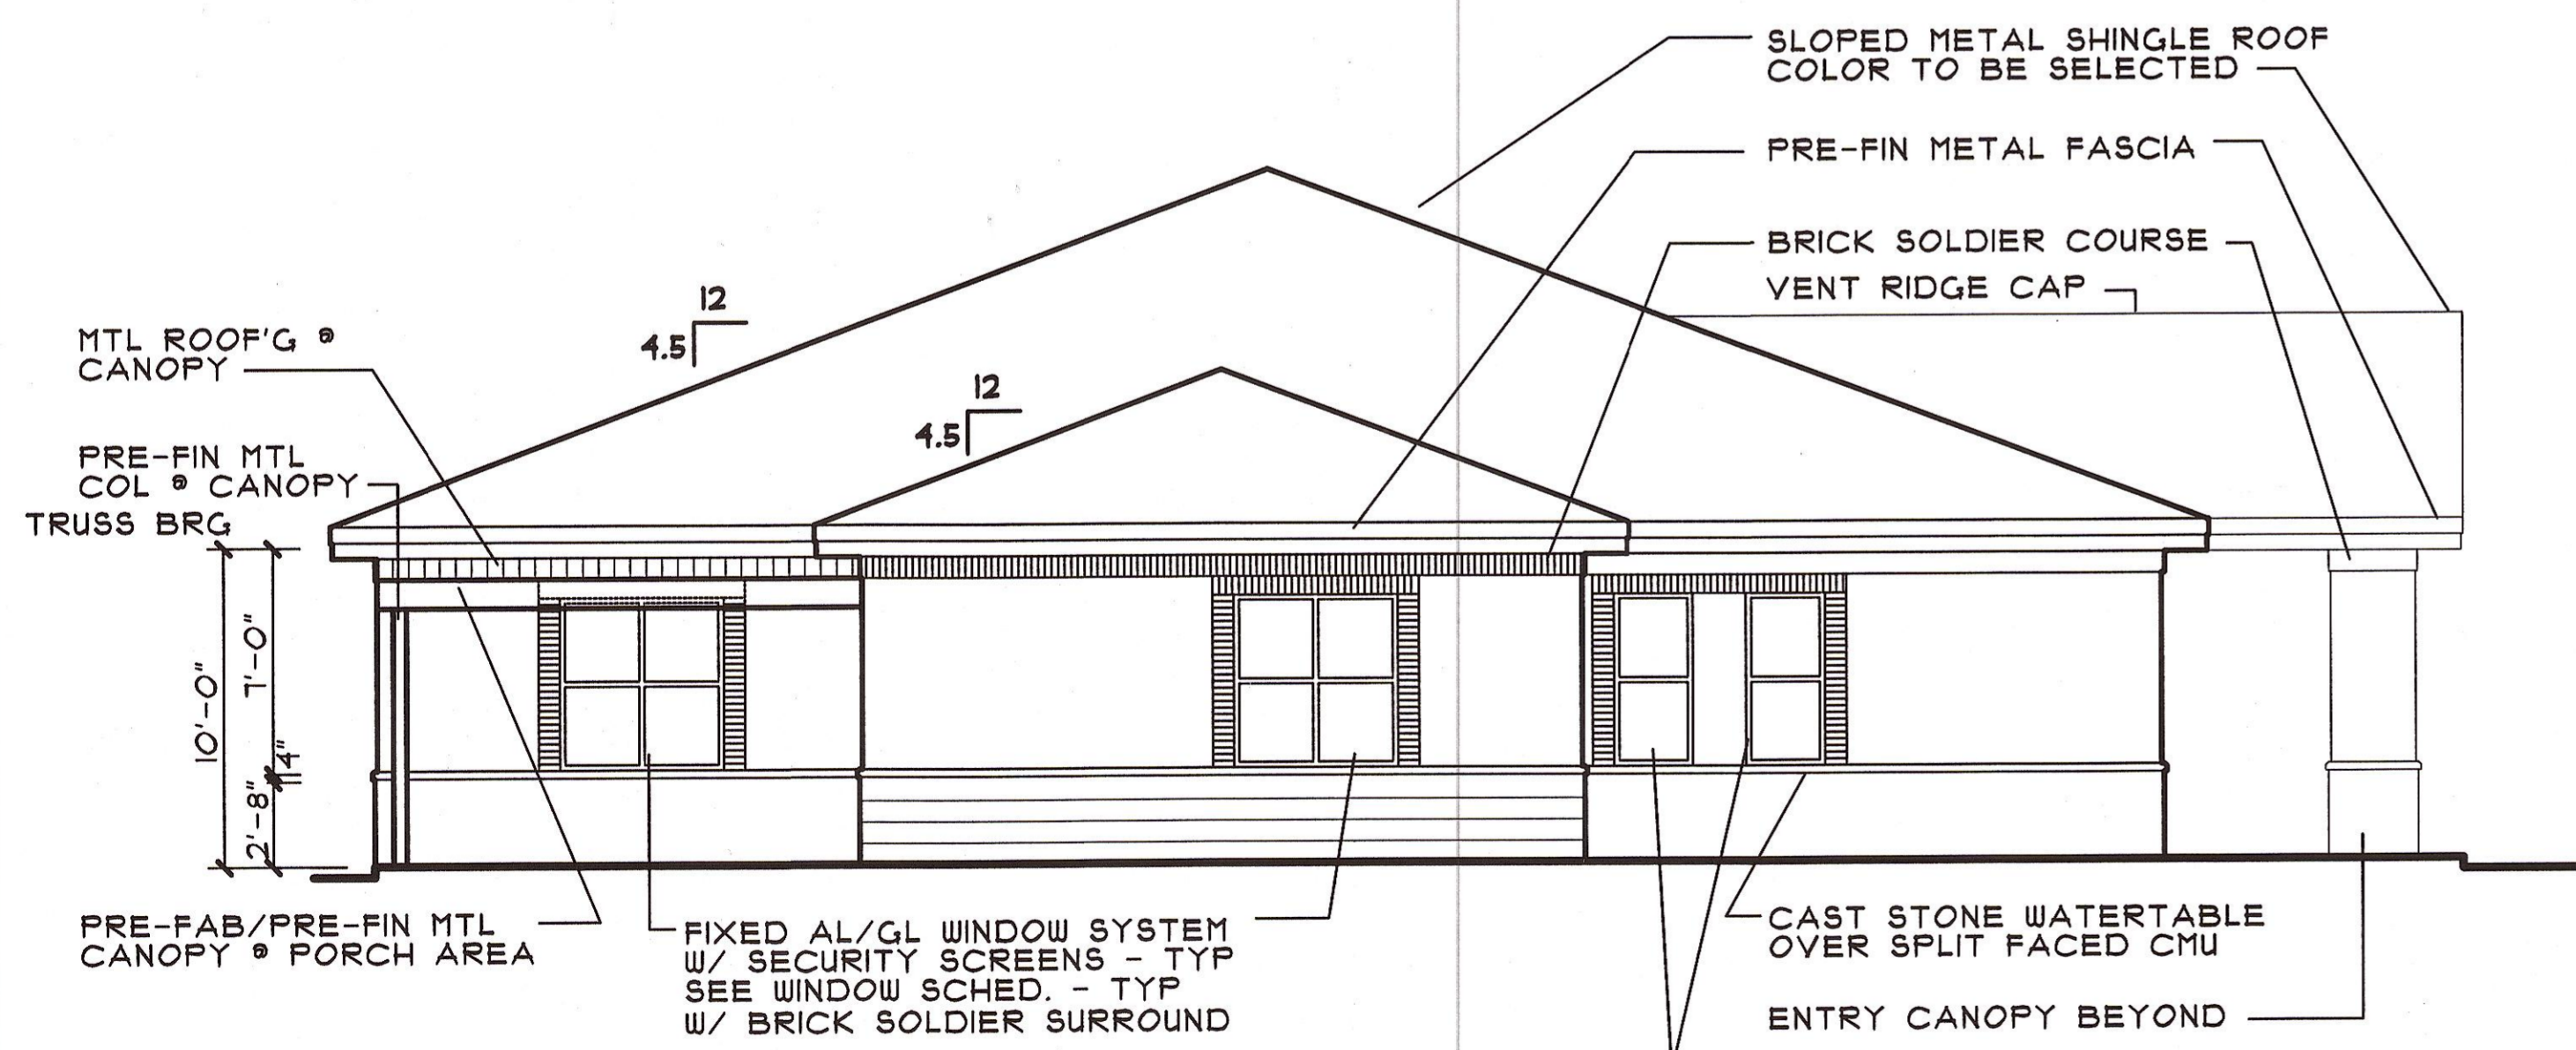 SLOPED METAL SHINGLE ROOF
COLOR TO BE SELECTED
PRE-FIN METAL FASCIA
BRICK SOLDIER COURSE
VENT RIDGE CAP
12
4.5
12
4.5
MTL ROOF'G @
CANOPY
PRE-FIN MTL
COL @ CANOPY
TRUSS BRG
10'-0"
7'-0"
4"
2'-8"
PRE-FAB/PRE-FIN MTL
CANOPY @ PORCH AREA
FIXED AL/GL WINDOW SYSTEM
W/ SECURITY SCREENS - TYP
SEE WINDOW SCHED. - TYP
W/ BRICK SOLDIER SURROUND
CAST STONE WATERTABLE
OVER SPLIT FACED CMU
ENTRY CANOPY BEYOND